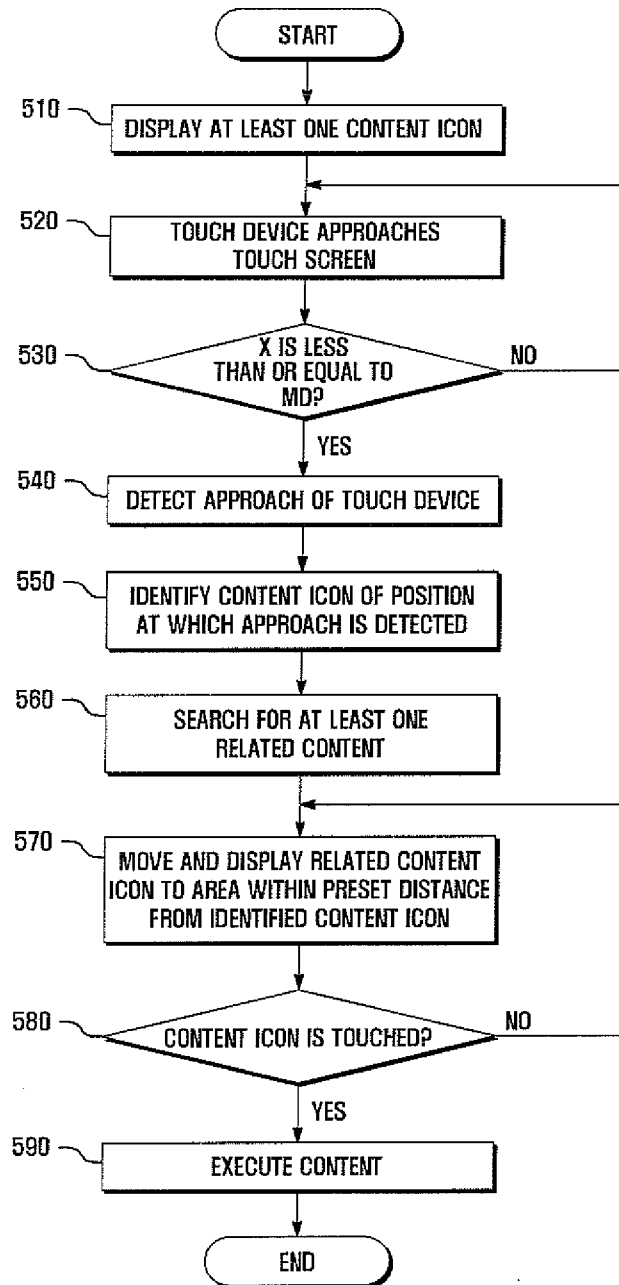 START
510
DISPLAY AT LEAST ONE CONTENT ICON
520
TOUCH DEVICE APPROACHES
TOUCH SCREEN
530
X IS LESS
THAN OR EQUAL TO
MD?
NO
YES
540
DETECT APPROACH OF TOUCH DEVICE
550
IDENTIFY CONTENT ICON OF POSITION
AT WHICH APPROACH IS DETECTED
560
SEARCH FOR AT LEAST ONE
RELATED CONTENT
570
MOVE AND DISPLAY RELATED CONTENT
ICON TO AREA WITHIN PRESET DISTANCE
FROM IDENTIFIED CONTENT ICON
580
CONTENT ICON IS TOUCHED?
NO
YES
590
EXECUTE CONTENT
END